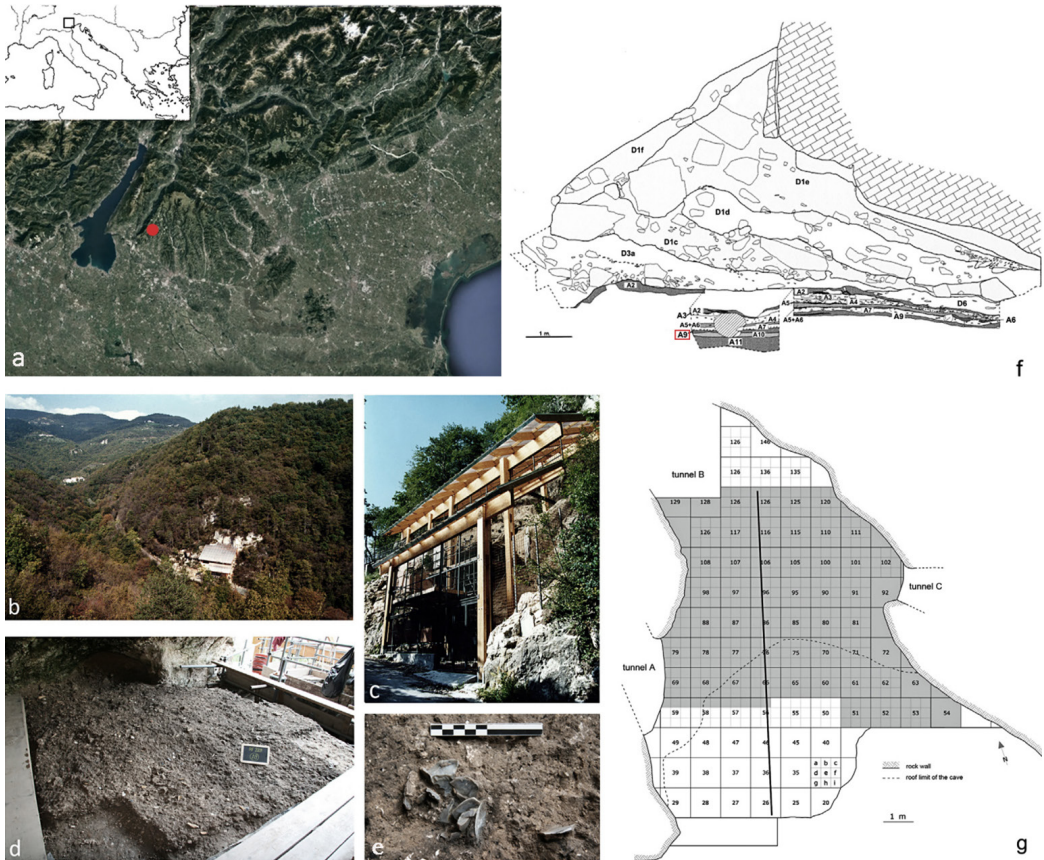 a
D1f
D1e
D1d
D1c
D3a
A2
A2
A3
A5
A4
D6
A2
A7
A9
A6
A3
A4
A5+A6
A5+A6
A7
A9
A10
A11
1 m.
f
b
c
d
e
126 146
126 136 135
tunnel B
129 128 126 126 125 120
126 117 116 115 110 111
108 107 106 105 100 101 102
tunnel C
98 97 96 95 90 91 92
88 87 86 85 80 81
tunnel A
79 78 77 76 75 70 71 72
69 68 67 66 65 60 61 62 63
59 58 57 56 55 50 51 52 53 54
49 48 47 46 45 40
39 38 37 36 35
a b c
d e f
g h i
29 28 27 26 25 20
N
rock wall
roof limit of the cave
1 m
g